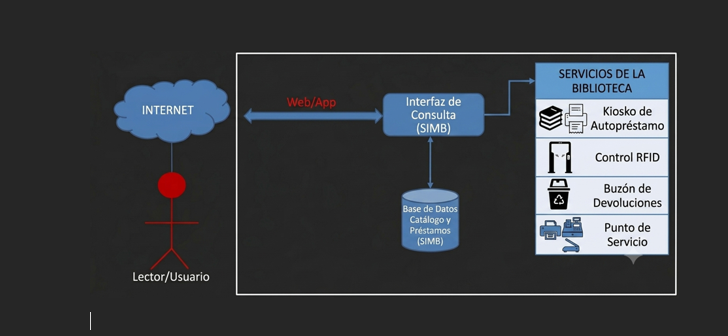 INTERNET
Lector/Usuario
Web/App
Interfaz de
Consulta
(SIMB)
Base de Datos
Catálogo y
Préstamos
(SIMB)
SERVICIOS DE LA
BIBLIOTECA
Kiosko de
Autopréstamo
Control RFID
Buzón de
Devoluciones
Punto de
Servicio